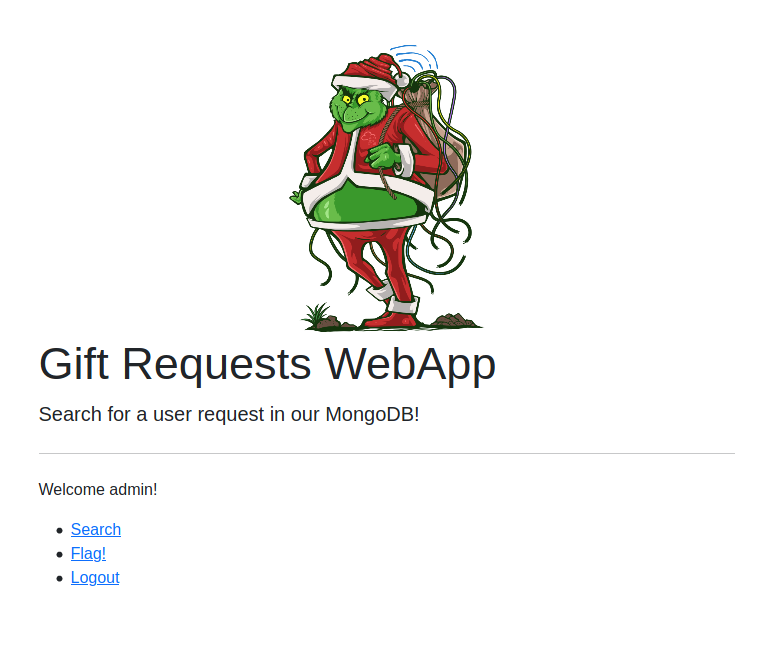 Gift Requests WebApp
Search for a user request in our MongoDB!
Welcome admin!
Search
Flag!
Logout